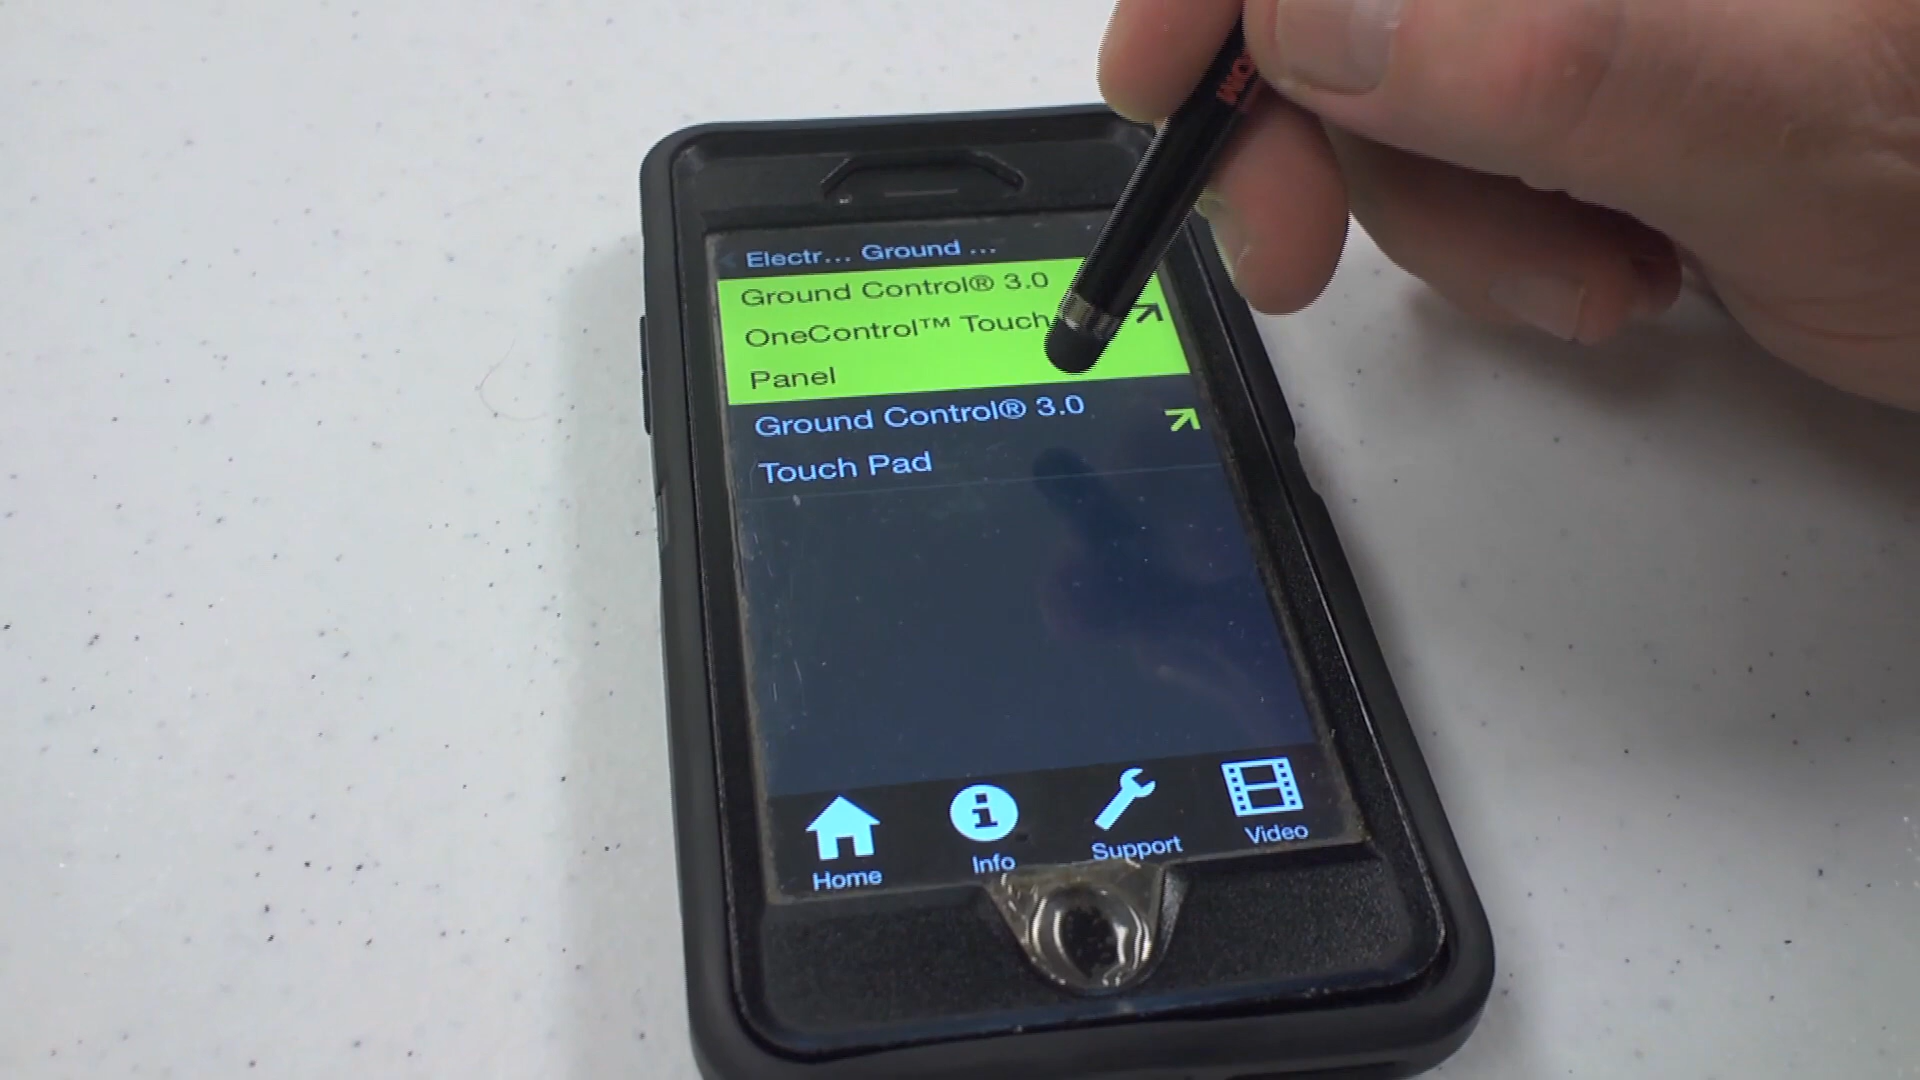 Electr... Ground ...
Ground Control® 3.0
OneControl™ Touch
Panel
Ground Control® 3.0
Touch Pad
Home
Info
Support
Video